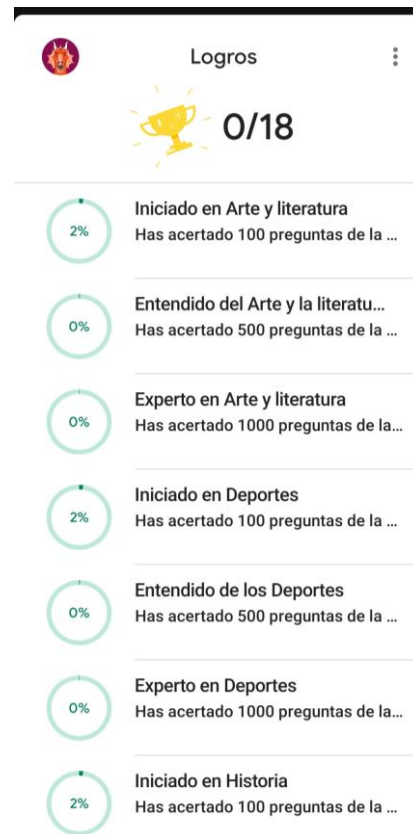 Logros
0/18
2%
Iniciado en Arte y literatura
Has acertado 100 preguntas de la ...
0%
Entendido del Arte y la literatu...
Has acertado 500 preguntas de la ...
0%
Experto en Arte y literatura
Has acertado 1000 preguntas de la...
2%
Iniciado en Deportes
Has acertado 100 preguntas de la ...
0%
Entendido de los Deportes
Has acertado 500 preguntas de la ...
0%
Experto en Deportes
Has acertado 1000 preguntas de la...
2%
Iniciado en Historia
Has acertado 100 preguntas de la ...